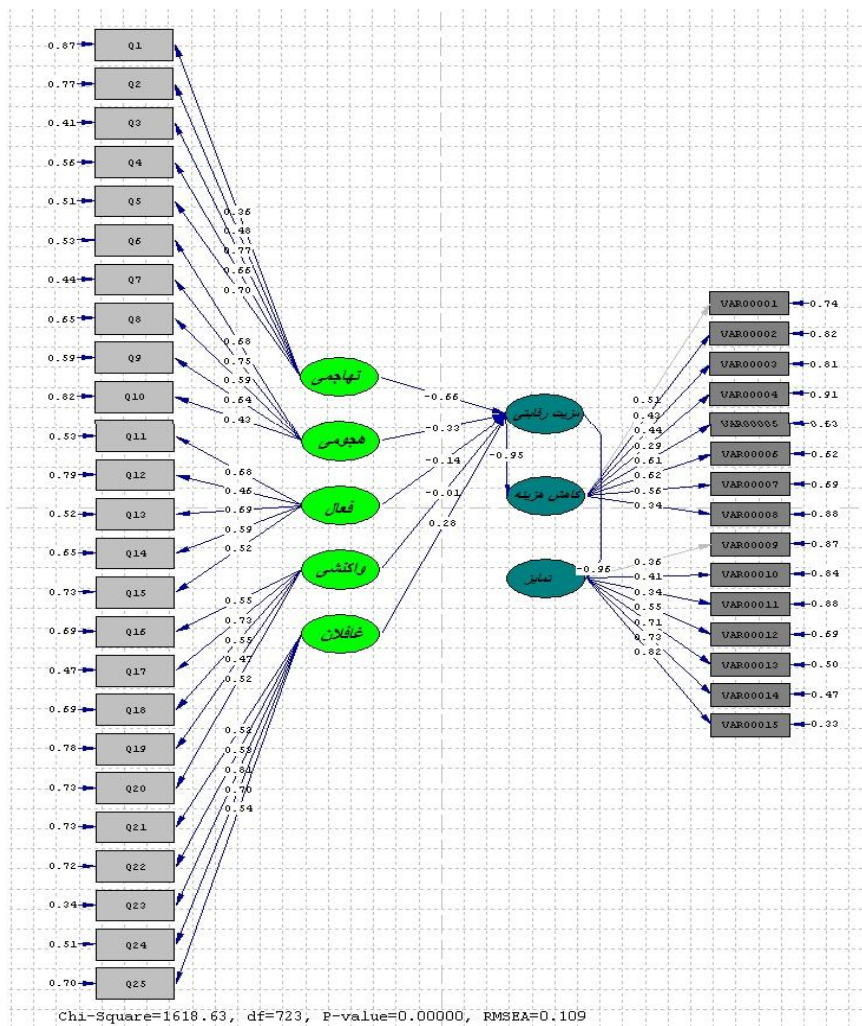 0.87 Q1
0.77 Q2
0.41 Q3
0.56 Q4
0.51 Q5
0.53 Q6
0.44 Q7
0.65 Q8
0.59 Q9
0.82 Q10
0.53 Q11
0.79 Q12
0.52 Q13
0.65 Q14
0.73 Q15
0.69 Q16
0.47 Q17
0.69 Q18
0.78 Q19
0.73 Q20
0.73 Q21
0.72 Q22
0.34 Q23
0.51 Q24
0.70 Q25
0.36
0.48
0.77
0.66
0.70
0.68
0.75
0.59
0.64
0.43
0.68
0.46
0.69
0.59
0.52
0.55
0.73
0.55
0.47
0.52
0.52
0.53
0.81
0.70
0.54
تهاجمی
هجومی
فعال
واکنشی
غافلان
-0.66
-0.33
-0.14
-0.01
0.28
مزیت رقابتی
-0.95
کاهش هزینه
تمایز
-0.96
0.51
0.43
0.44
0.29
0.61
0.62
0.56
0.34
0.36
0.41
0.34
0.55
0.71
0.73
0.82
VAR00001 0.74
VAR00002 0.82
VAR00003 0.81
VAR00004 0.91
VAR00005 0.63
VAR00006 0.62
VAR00007 0.69
VAR00008 0.88
VAR00009 0.87
VAR00010 0.84
VAR00011 0.88
VAR00012 0.69
VAR00013 0.50
VAR00014 0.47
VAR00015 0.33
Chi-Square=1618.63, df=723, P-value=0.00000, RMSEA=0.109